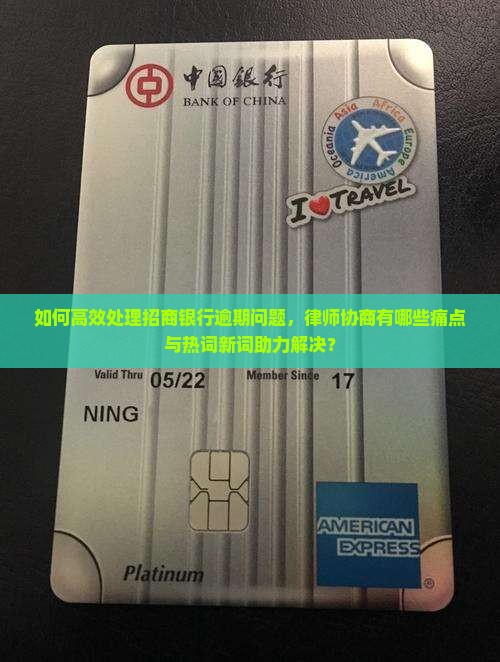 中国銀行
BANK OF CHINA
Asia Africa Europe America Oceania
I❤TRAVEL
如何高效处理招商银行逾期问题，律师协商有哪些痛点
与热词新词助力解决？
Valid Thru 05/22 Member Since 17
NING
AMERICAN
EXPRESS
®
Platinum